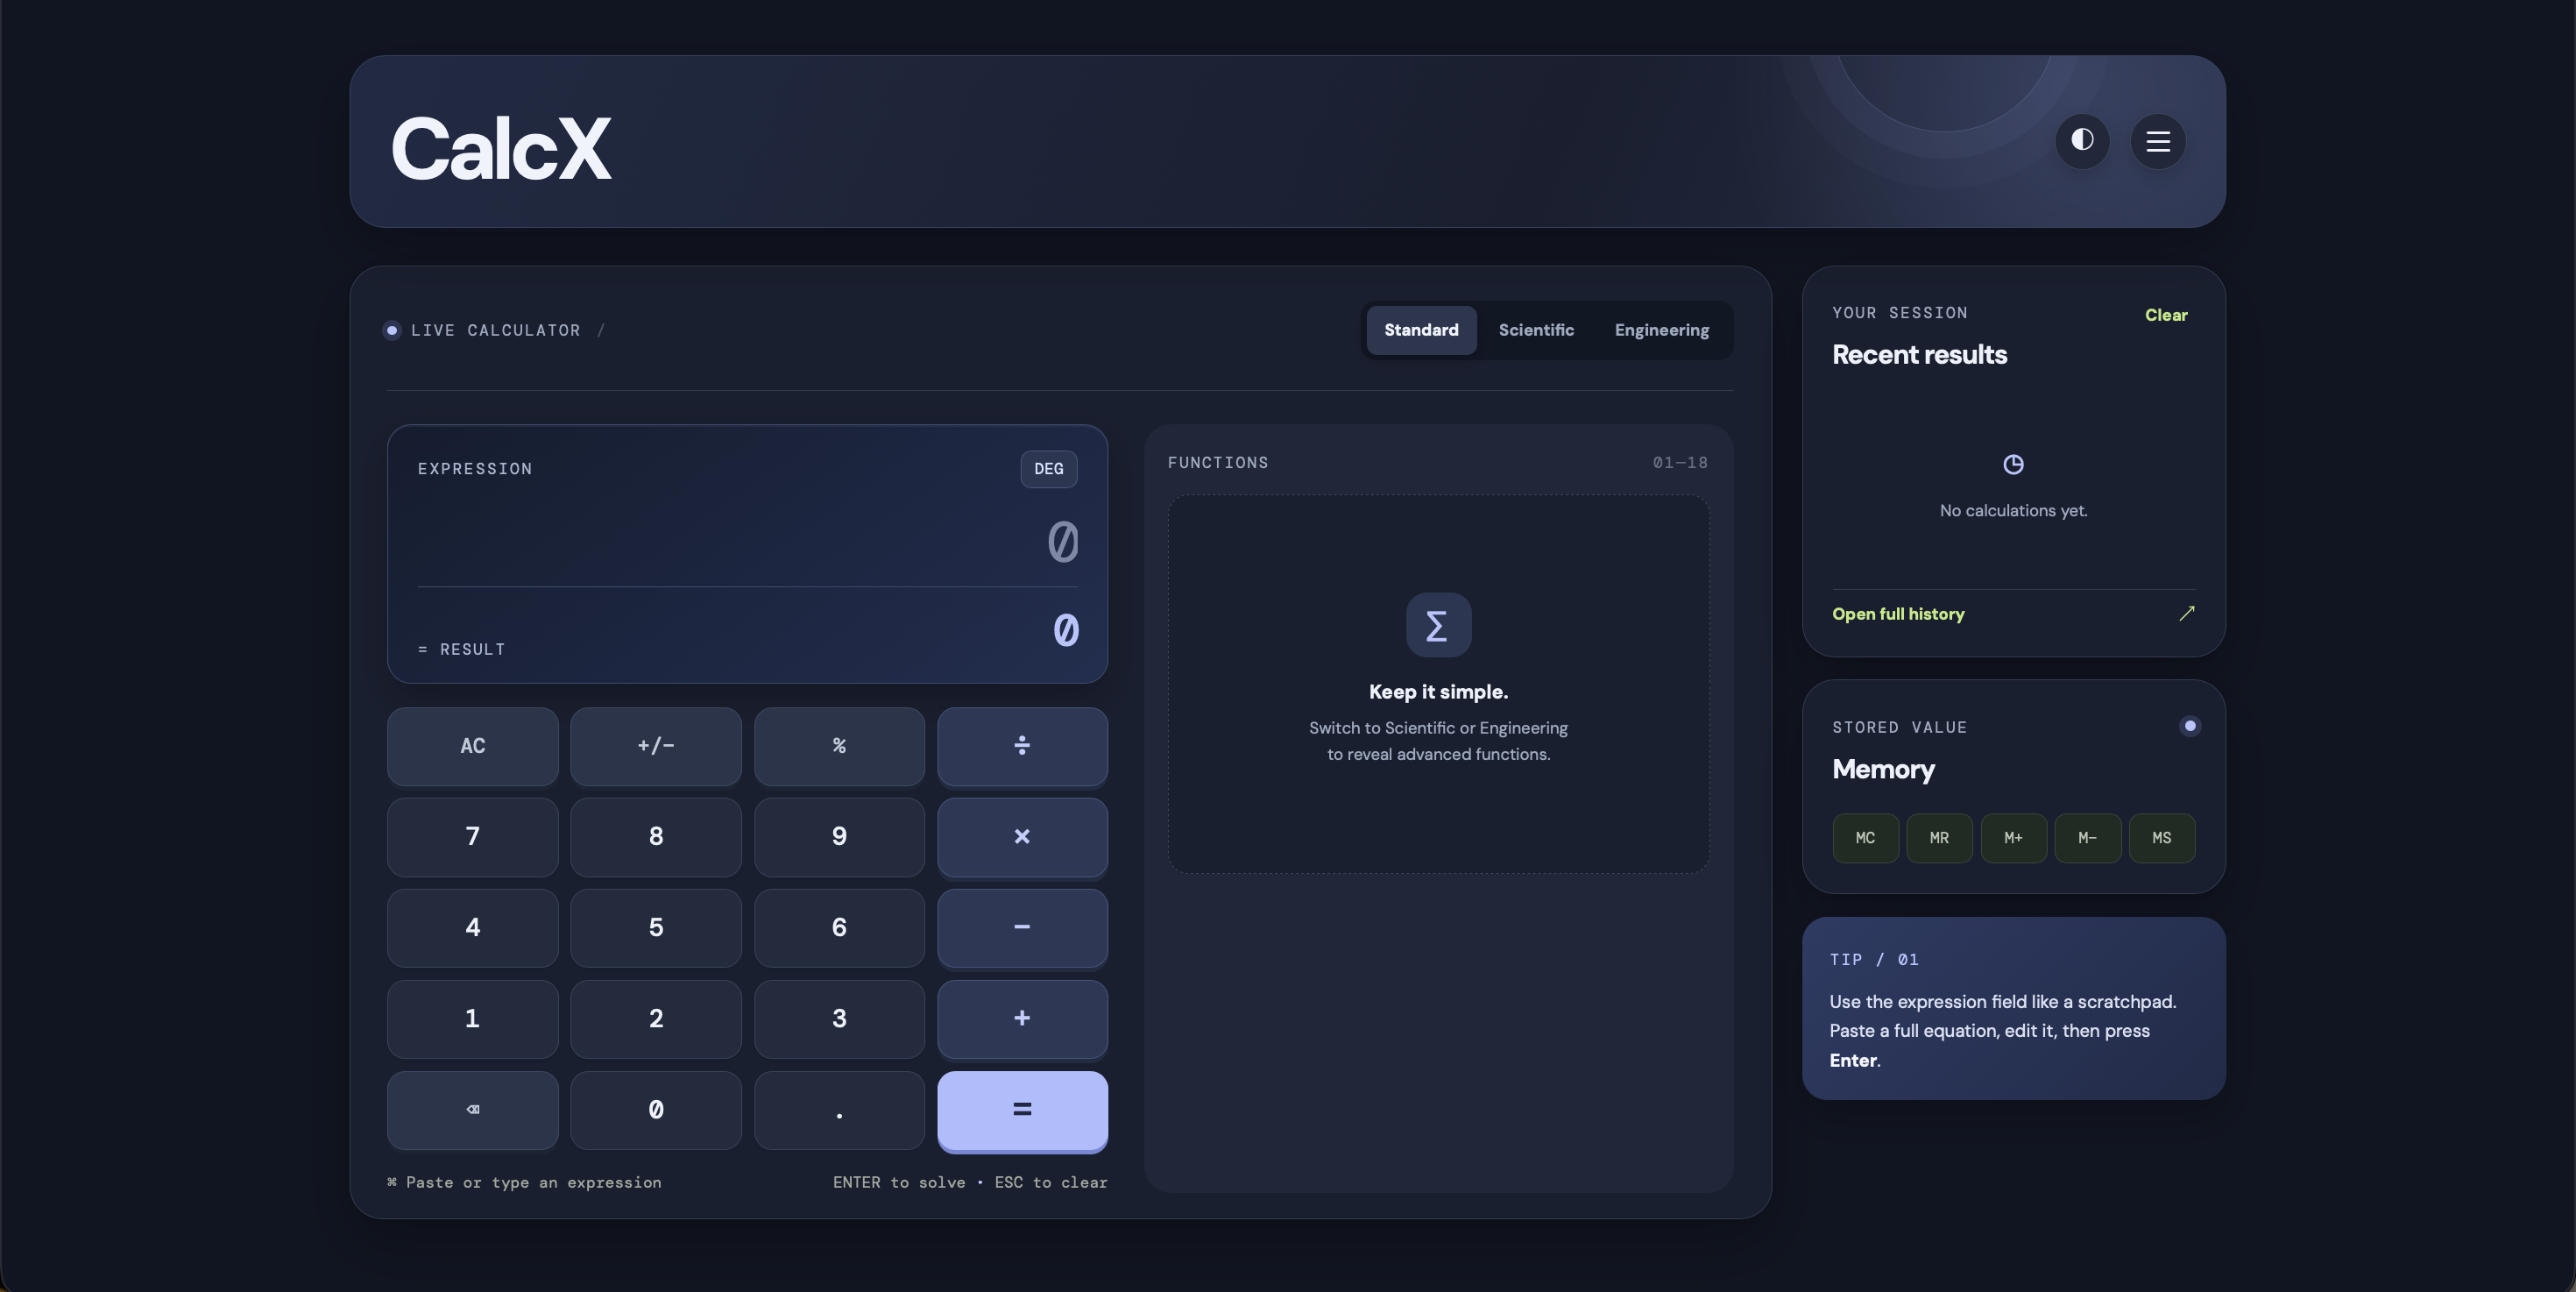 CalcX
LIVE CALCULATOR /
Standard
Scientific
Engineering
EXPRESSION
DEG
0
= RESULT
0
AC
+/−
%
÷
7
8
9
×
4
5
6
−
1
2
3
+
⌫
0
.
=
⌘ Paste or type an expression
ENTER to solve • ESC to clear
FUNCTIONS
01—18
Σ
Keep it simple.
Switch to Scientific or Engineering
to reveal advanced functions.
YOUR SESSION
Clear
Recent results
No calculations yet.
Open full history ↗
STORED VALUE
Memory
MC
MR
M+
M−
MS
TIP / 01
Use the expression field like a scratchpad.
Paste a full equation, edit it, then press
Enter.